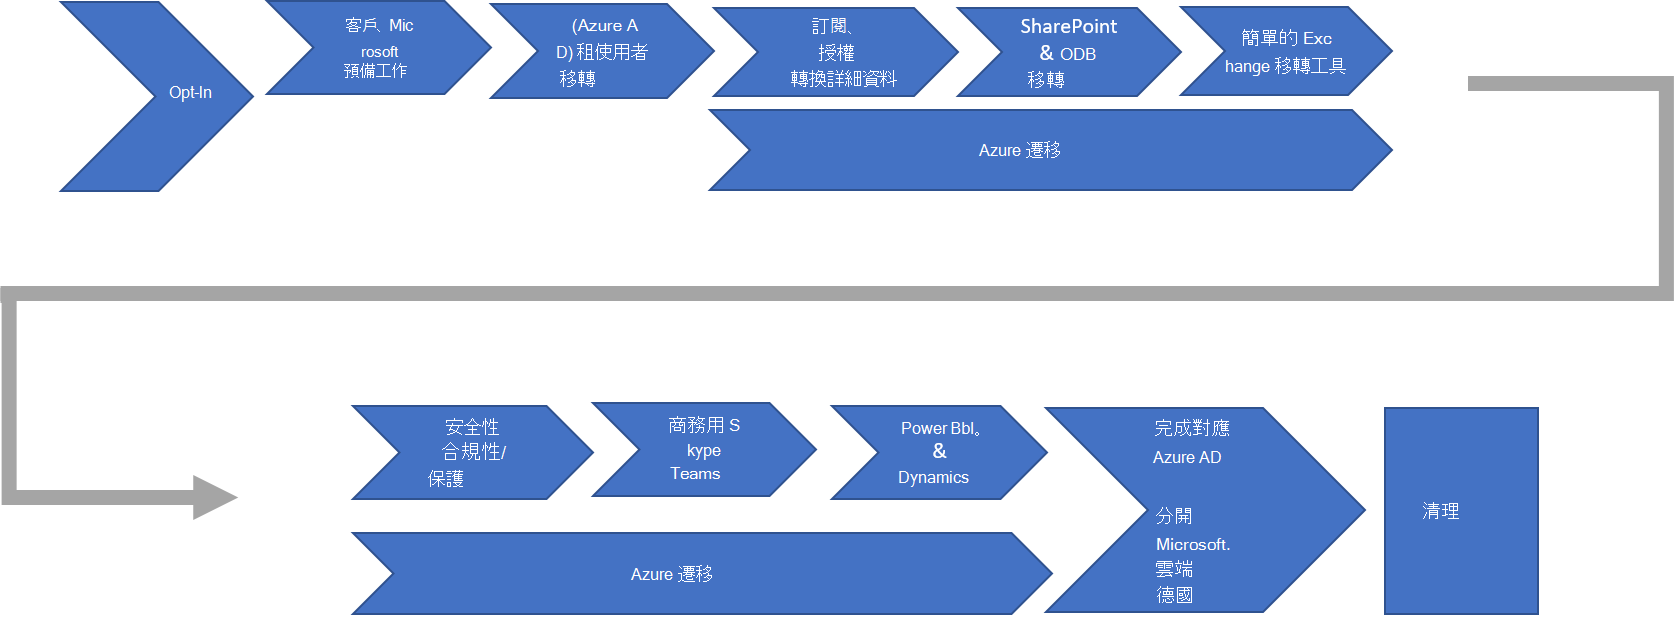 Opt-In
客戶、Mic
rosoft
預備工作
(Azure A
D) 租使用者
移轉
訂閱、
授權
轉換詳細資料
SharePoint
& ODB
移轉
簡單的 Exc
hange 移轉工具
Azure 遷移
安全性
合規性/
保護
商務用 S
kype
Teams
Power BbI。
&
Dynamics
Azure 遷移
完成對應
Azure AD
分開
Microsoft.
雲端
德國
清理